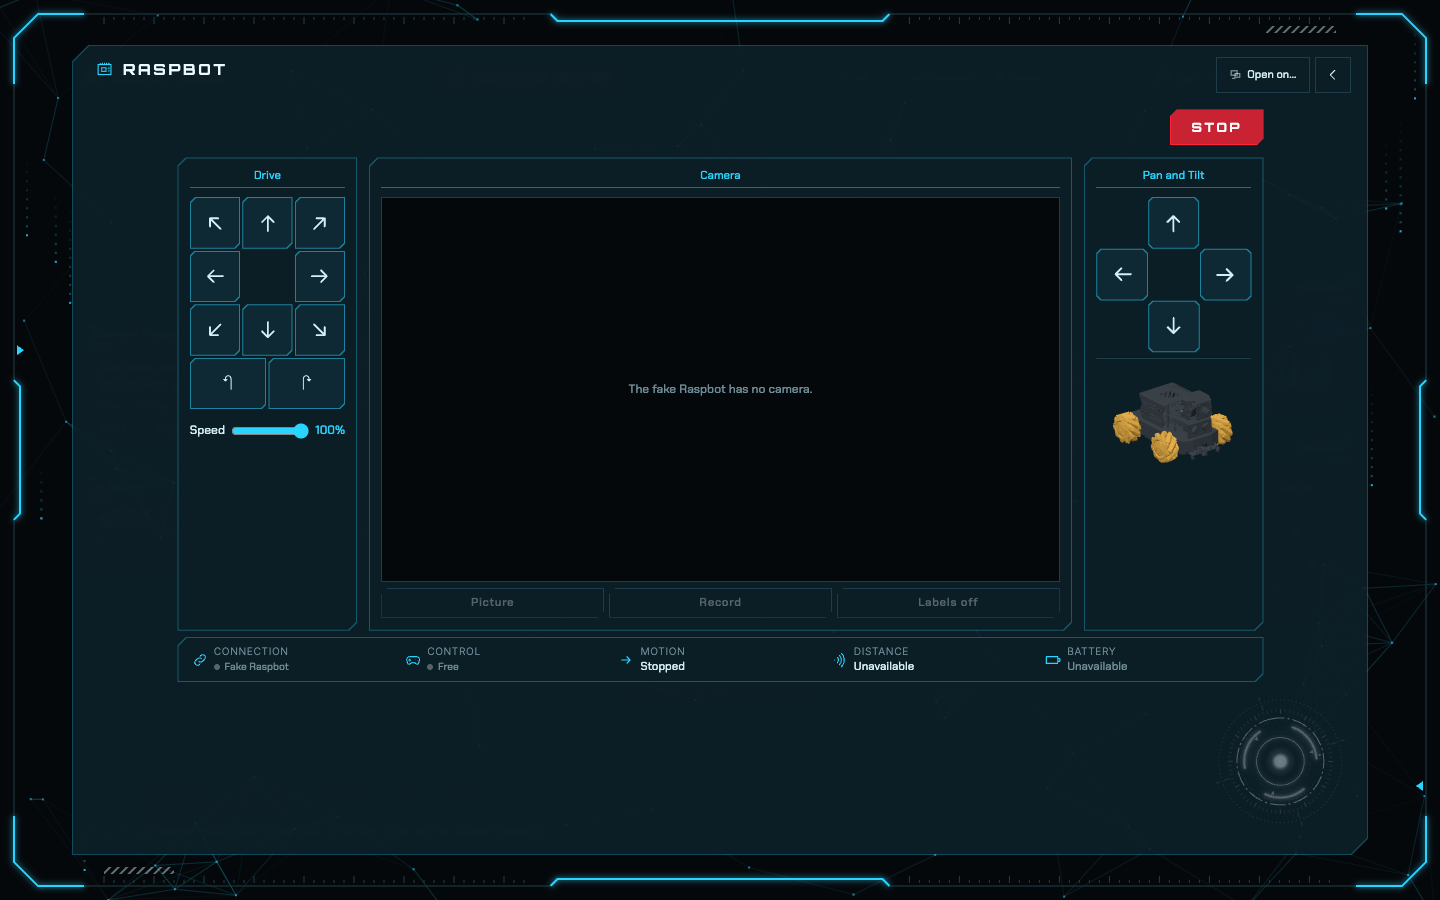 RASPBOT
Open on...
STOP
Drive
Camera
Pan and Tilt
The fake Raspbot has no camera.
Speed 100%
Picture
Record
Labels off
CONNECTION
Fake Raspbot
CONTROL
Free
MOTION
Stopped
DISTANCE
Unavailable
BATTERY
Unavailable